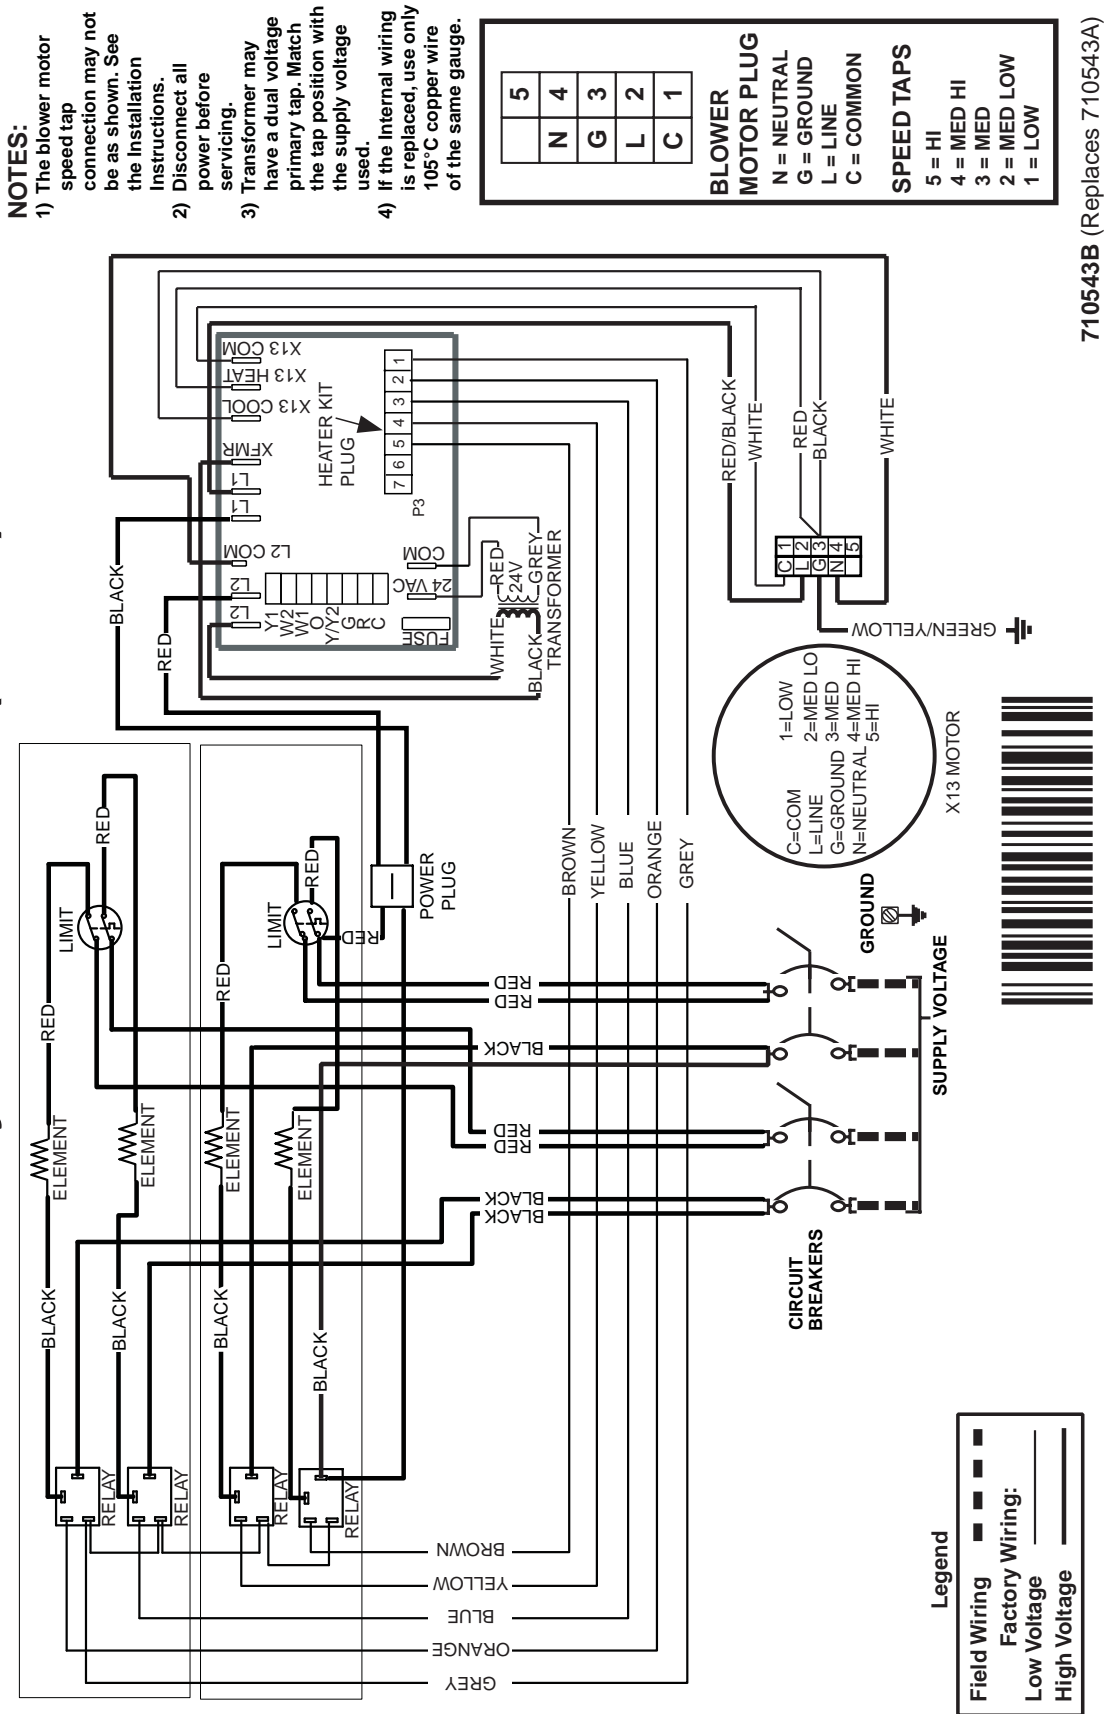 NOTES:
1) The blower motor
speed tap
connection may not
be as shown. See
the Installation
Instructions.
2) Disconnect all
power before
servicing.
3) Transformer may
have a dual voltage
primary tap. Match
the tap position with
the supply voltage
used.
4) If the Internal wiring
is replaced, use only
105°C copper wire
of the same gauge.
5
N 4
G 3
L 2
C 1
BLOWER
MOTOR PLUG
N = NEUTRAL
G = GROUND
L = LINE
C = COMMON
SPEED TAPS
5 = HI
4 = MED HI
3 = MED
2 = MED LOW
1 = LOW
710543B (Replaces 710543A)
X13 COM
X13 HEAT
X13 COOL
XFMR
L1
L1
L2 COM
L2
L2
HEATER KIT
PLUG
1
2
3
4
5
6
7
P3
Y1
W2
W1
O
Y/Y2
G
R
C
COM
24 VAC
FUSE
WHITE
RED
24V
BLACK
GREY
TRANSFORMER
BLACK
RED
RED/BLACK
WHITE
RED
BLACK
WHITE
C 1
L 2
G 3
N 4
5
GREEN/YELLOW
C=COM
L=LINE
G=GROUND
N=NEUTRAL
1=LOW
2=MED LO
3=MED
4=MED HI
5=HI
X13 MOTOR
RED
LIMIT
RED
ELEMENT
ELEMENT
BLACK
BLACK
RELAY
RELAY
RED
LIMIT
RED
RED
POWER
PLUG
ELEMENT
ELEMENT
BLACK
BLACK
RELAY
RELAY
BROWN
YELLOW
BLUE
ORANGE
GREY
BROWN
YELLOW
BLUE
ORANGE
GREY
RED
RED
BLACK
RED
RED
BLACK
BLACK
GROUND
SUPPLY VOLTAGE
CIRCUIT
BREAKERS
Legend
Field Wiring
Factory Wiring:
Low Voltage
High Voltage